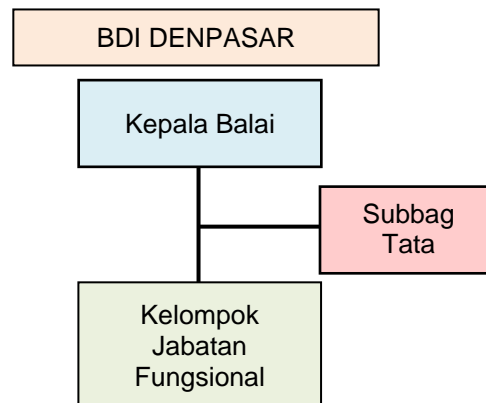 BDI DENPASAR
Kepala Balai
Subbag
Tata
Kelompok
Jabatan
Fungsional